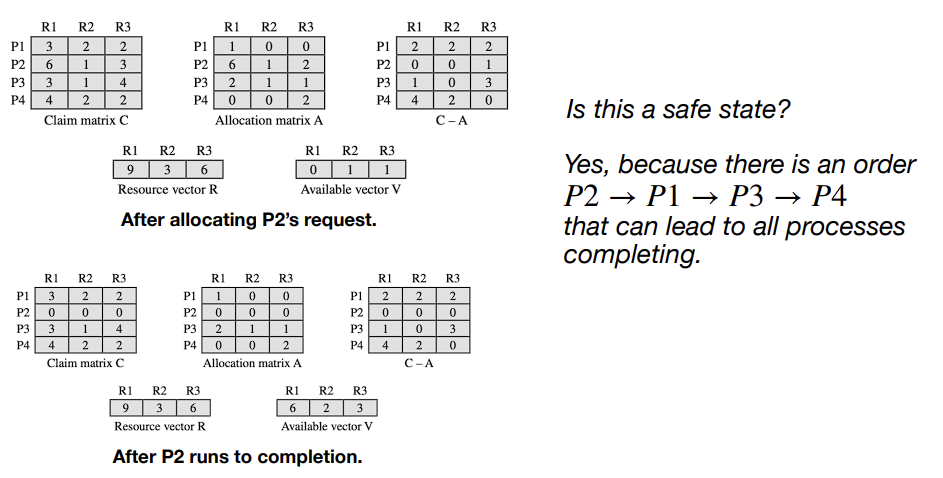 R1 R2 R3
P1 3 2 2
P2 6 1 3
P3 3 1 4
P4 4 2 2
Claim matrix C
R1 R2 R3
P1 1 0 0
P2 6 1 2
P3 2 1 1
P4 0 0 2
Allocation matrix A
R1 R2 R3
P1 2 2 2
P2 0 0 1
P3 1 0 3
P4 4 2 0
C – A
R1 R2 R3
9 3 6
Resource vector R
R1 R2 R3
0 1 1
Available vector V
After allocating P2's request.
Is this a safe state?
Yes, because there is an order
P2 → P1 → P3 → P4
that can lead to all processes
completing.
R1 R2 R3
P1 3 2 2
P2 0 0 0
P3 3 1 4
P4 4 2 2
Claim matrix C
R1 R2 R3
P1 1 0 0
P2 0 0 0
P3 2 1 1
P4 0 0 2
Allocation matrix A
R1 R2 R3
P1 2 2 2
P2 0 0 0
P3 1 0 3
P4 4 2 0
C – A
R1 R2 R3
9 3 6
Resource vector R
R1 R2 R3
6 2 3
Available vector V
After P2 runs to completion.